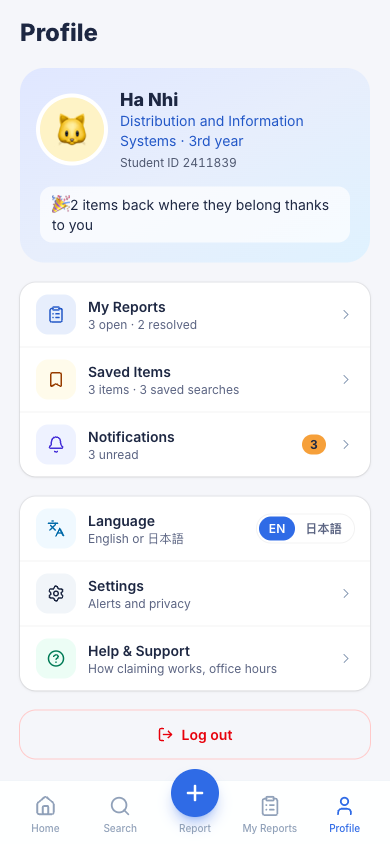 Profile
Ha Nhi
Distribution and Information
Systems · 3rd year
Student ID 2411839
🎉2 items back where they belong thanks
to you
My Reports
3 open · 2 resolved
Saved Items
3 items · 3 saved searches
Notifications
3 unread
3
Language
English or 日本語
EN
日本語
Settings
Alerts and privacy
Help & Support
How claiming works, office hours
Log out
Home
Search
Report
My Reports
Profile